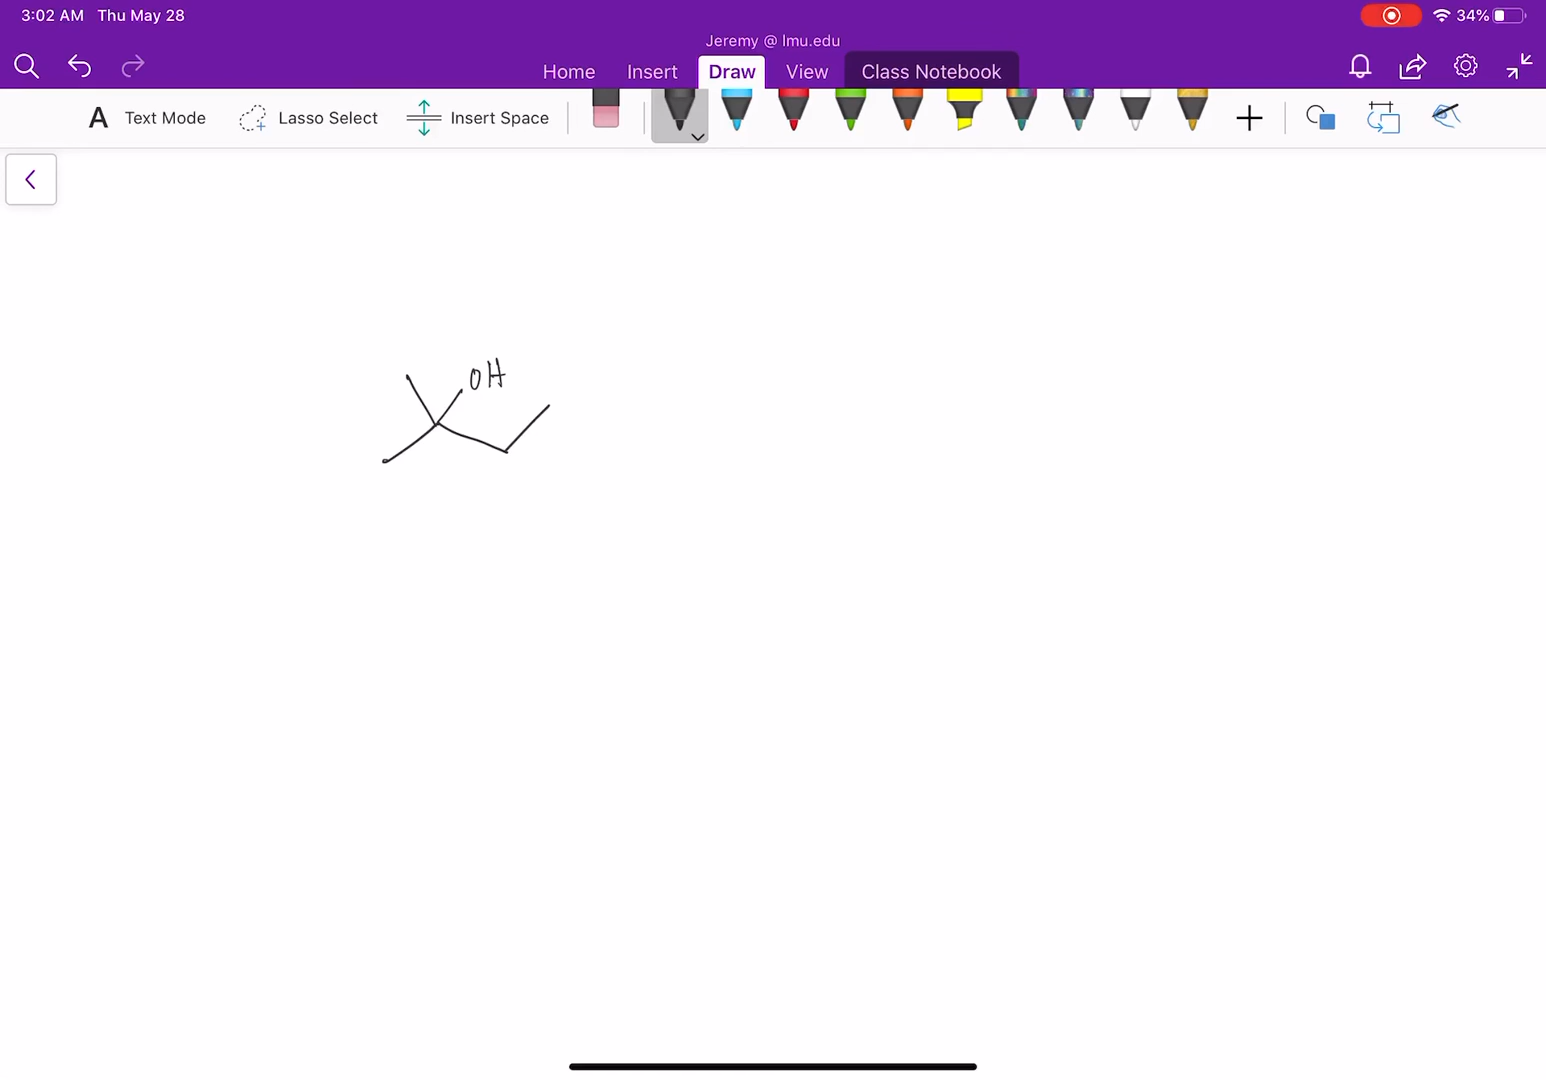 3:02 AM Thu May 28
34%
Jeremy @ lmu.edu
Home Insert Draw View Class Notebook
A Text Mode Lasso Select Insert Space
OH